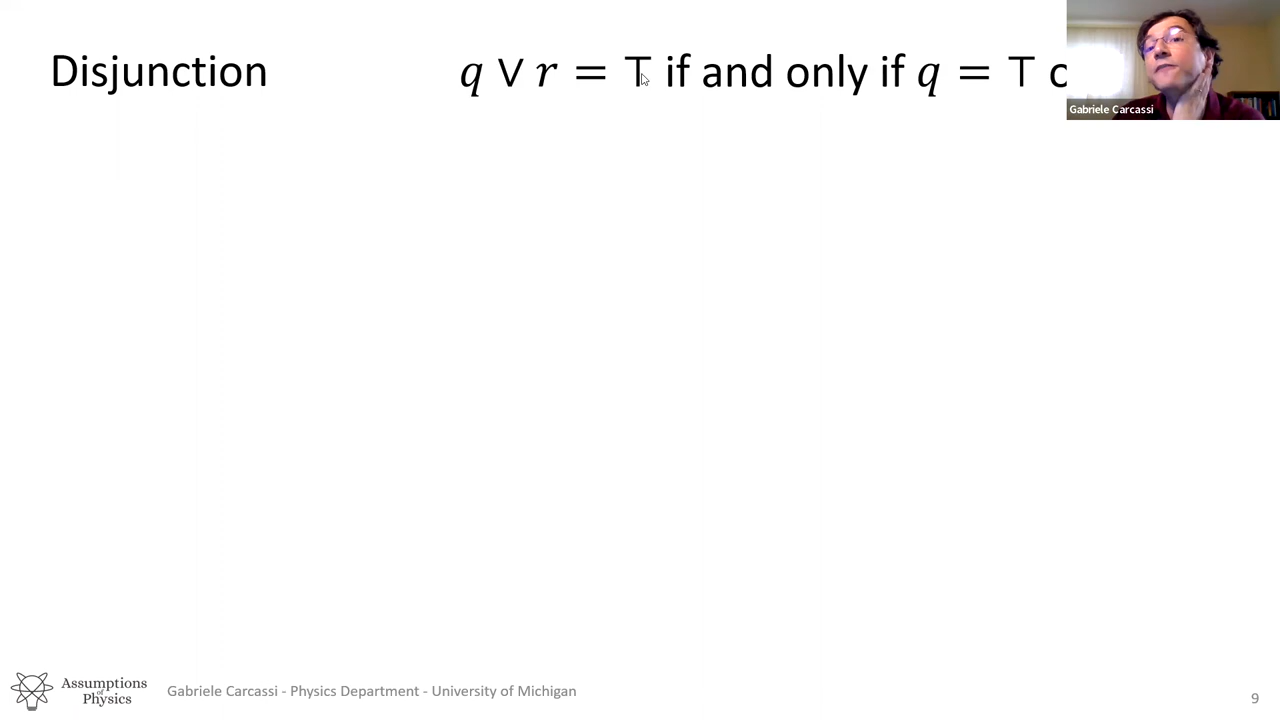 Disjunction
q ∨ r = T if and only if q = T
Gabriele Carcassi
Assumptions
of
Physics
Gabriele Carcassi - Physics Department - University of Michigan
9